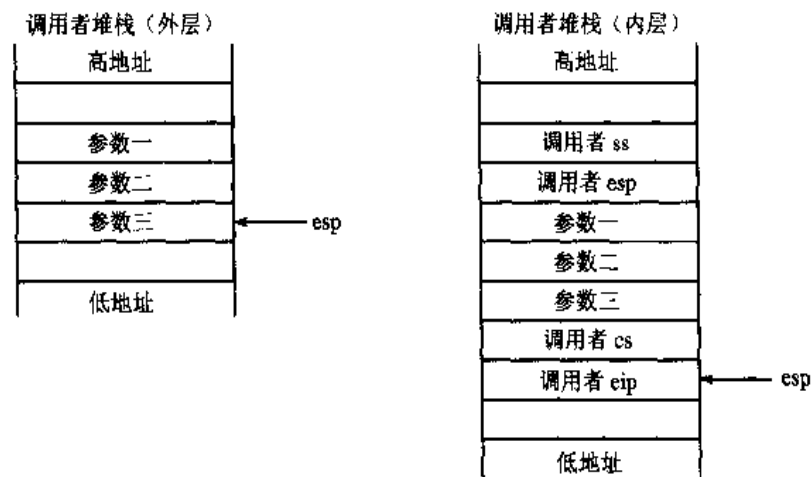 调用者堆栈（外层）
高地址
参数一
参数二
参数三
esp
低地址
调用者堆栈（内层）
高地址
调用者 ss
调用者 esp
参数一
参数二
参数三
调用者 cs
调用者 eip
esp
低地址